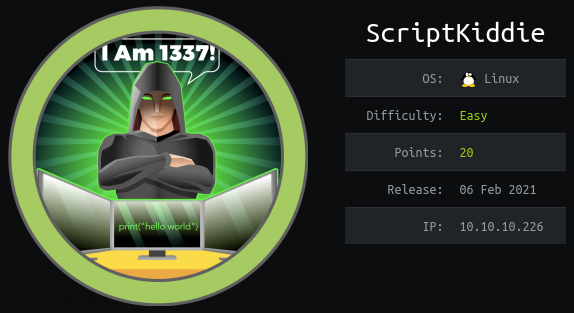 I Am 1337!
print("hello world")
ScriptKiddie
OS: Linux
Difficulty: Easy
Points: 20
Release: 06 Feb 2021
IP: 10.10.10.226